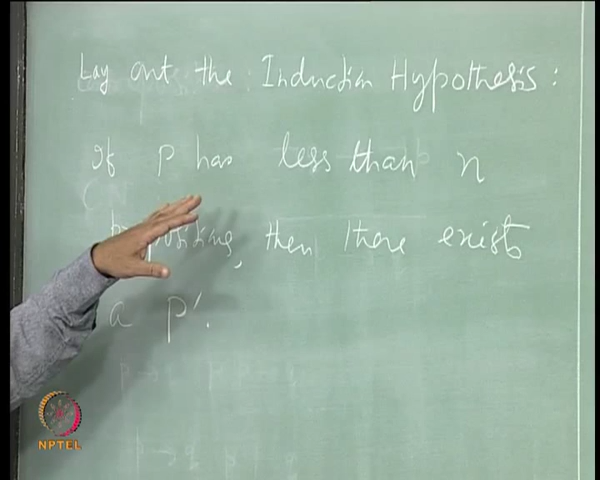 Lay out the Induction Hypothesis:
If P has less than n
then there exists
a P'.
NPTEL